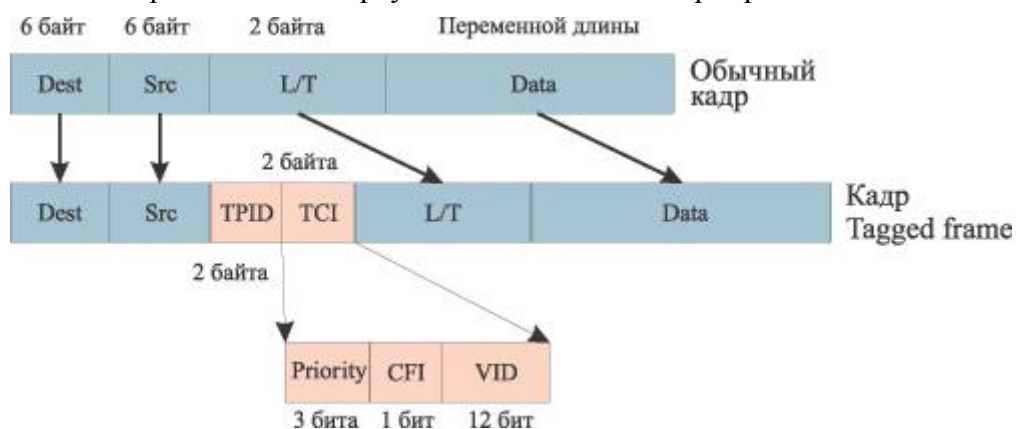 6 байт 6 байт 2 байта Переменной длины
Dest Src L/T Data
Обычный
кадр
2 байта
Dest Src TPID TCI L/T Data
Кадр
Tagged frame
2 байта
Priority CFI VID
3 бита 1 бит 12 бит